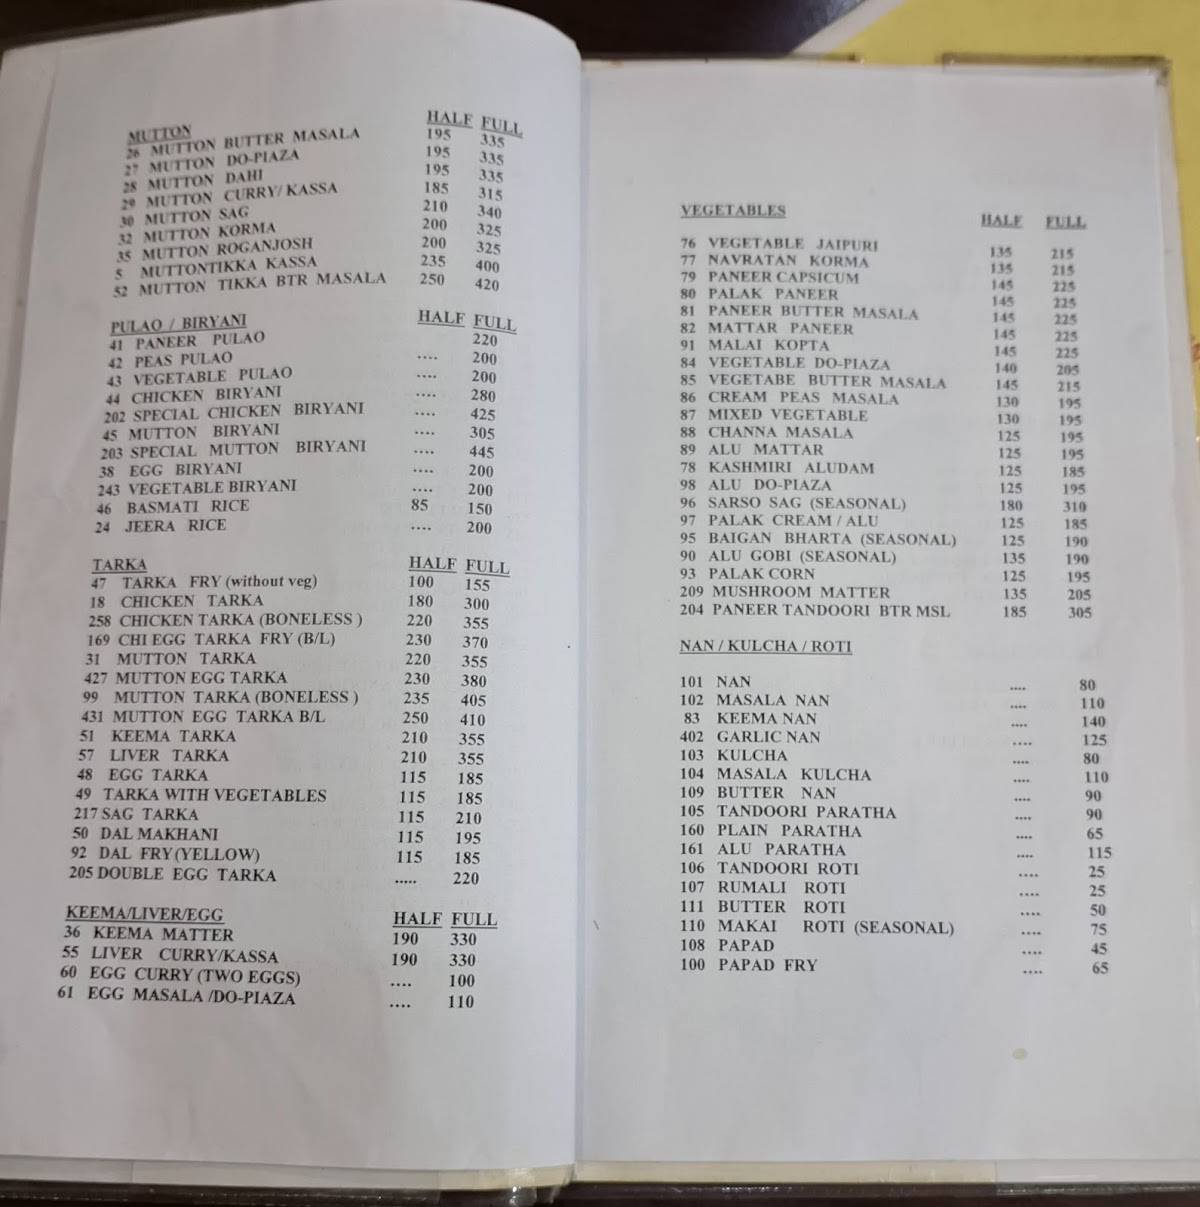 MUTTON HALF FULL
26 MUTTON BUTTER MASALA 195 335
27 MUTTON DO-PIAZA 195 335
28 MUTTON DAHI 195 335
29 MUTTON CURRY/ KASSA 185 315
30 MUTTON SAG 210 340
32 MUTTON KORMA 200 325
35 MUTTON ROGANJOSH 200 325
5 MUTTONTIKKA KASSA 235 400
52 MUTTON TIKKA BTR MASALA 250 420
PULAO / BIRYANI HALF FULL
41 PANEER PULAO 220
42 PEAS PULAO .... 200
43 VEGETABLE PULAO .... 200
44 CHICKEN BIRYANI .... 280
202 SPECIAL CHICKEN BIRYANI .... 425
45 MUTTON BIRYANI .... 305
203 SPECIAL MUTTON BIRYANI .... 445
38 EGG BIRYANI .... 200
243 VEGETABLE BIRYANI .... 200
46 BASMATI RICE 85 150
24 JEERA RICE .... 200
TARKA HALF FULL
47 TARKA FRY (without veg) 100 155
18 CHICKEN TARKA 180 300
258 CHICKEN TARKA (BONELESS ) 220 355
169 CHI EGG TARKA FRY (B/L) 230 370
31 MUTTON TARKA 220 355
427 MUTTON EGG TARKA 230 380
99 MUTTON TARKA (BONELESS ) 235 405
431 MUTTON EGG TARKA B/L 250 410
51 KEEMA TARKA 210 355
57 LIVER TARKA 210 355
48 EGG TARKA 115 185
49 TARKA WITH VEGETABLES 115 185
217 SAG TARKA 115 210
50 DAL MAKHANI 115 195
92 DAL FRY (YELLOW) 115 185
205 DOUBLE EGG TARKA ..... 220
KEEMA/LIVER/EGG HALF FULL
36 KEEMA MATTER 190 330
55 LIVER CURRY/KASSA 190 330
60 EGG CURRY (TWO EGGS) .... 100
61 EGG MASALA /DO-PIAZA .... 110
VEGETABLES HALF FULL
76 VEGETABLE JAIPURI 135 215
77 NAVRATAN KORMA 135 215
79 PANEER CAPSICUM 145 225
80 PALAK PANEER 145 225
81 PANEER BUTTER MASALA 145 225
82 MATTAR PANEER 145 225
91 MALAI KOPTA 145 225
84 VEGETABLE DO-PIAZA 140 205
85 VEGETABE BUTTER MASALA 145 215
86 CREAM PEAS MASALA 130 195
87 MIXED VEGETABLE 130 195
88 CHANNA MASALA 125 195
89 ALU MATTAR 125 195
78 KASHMIRI ALUDAM 125 185
98 ALU DO-PIAZA 125 195
96 SARSO SAG (SEASONAL) 180 310
97 PALAK CREAM / ALU 125 185
95 BAIGAN BHARTA (SEASONAL) 125 190
90 ALU GOBI (SEASONAL) 135 190
93 PALAK CORN 125 195
209 MUSHROOM MATTER 135 205
204 PANEER TANDOORI BTR MSL 185 305
NAN / KULCHA / ROTI
101 NAN .... 80
102 MASALA NAN .... 110
83 KEEMA NAN .... 140
402 GARLIC NAN .... 125
103 KULCHA .... 80
104 MASALA KULCHA .... 110
109 BUTTER NAN .... 90
105 TANDOORI PARATHA .... 90
160 PLAIN PARATHA .... 65
161 ALU PARATHA .... 115
106 TANDOORI ROTI .... 25
107 RUMALI ROTI .... 25
111 BUTTER ROTI .... 50
110 MAKAI ROTI (SEASONAL) .... 75
108 PAPAD .... 45
100 PAPAD FRY .... 65